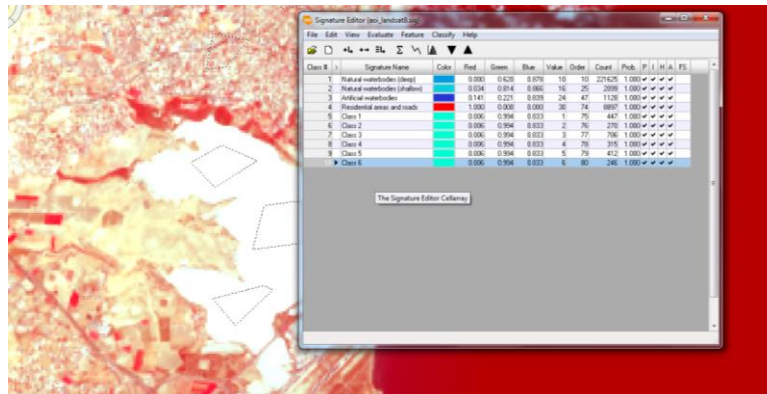 Signature Editor (aoi_landsat8.sig)
File Edit View Evaluate Feature Classify Help
Class # > Signature Name Color Red Green Blue Value Order Count Prob. P I H A FS
1 Natural waterbodies (deep) 0.000 0.628 0.878 10 10 221625 1.000
2 Natural waterbodies (shallow) 0.034 0.814 0.866 16 25 2899 1.000
3 Artificial waterbodies 0.141 0.221 0.839 24 47 1128 1.000
4 Residential areas and roads 1.000 0.000 0.000 38 74 6897 1.000
5 Class 1 0.006 0.994 0.833 1 75 447 1.000
6 Class 2 0.006 0.994 0.833 2 76 270 1.000
7 Class 3 0.006 0.994 0.833 3 77 786 1.000
8 Class 4 0.006 0.994 0.833 4 78 315 1.000
9 Class 5 0.006 0.994 0.833 5 79 412 1.000
Class 6 0.006 0.994 0.833 6 80 246 1.000
The Signature Editor Cellarray